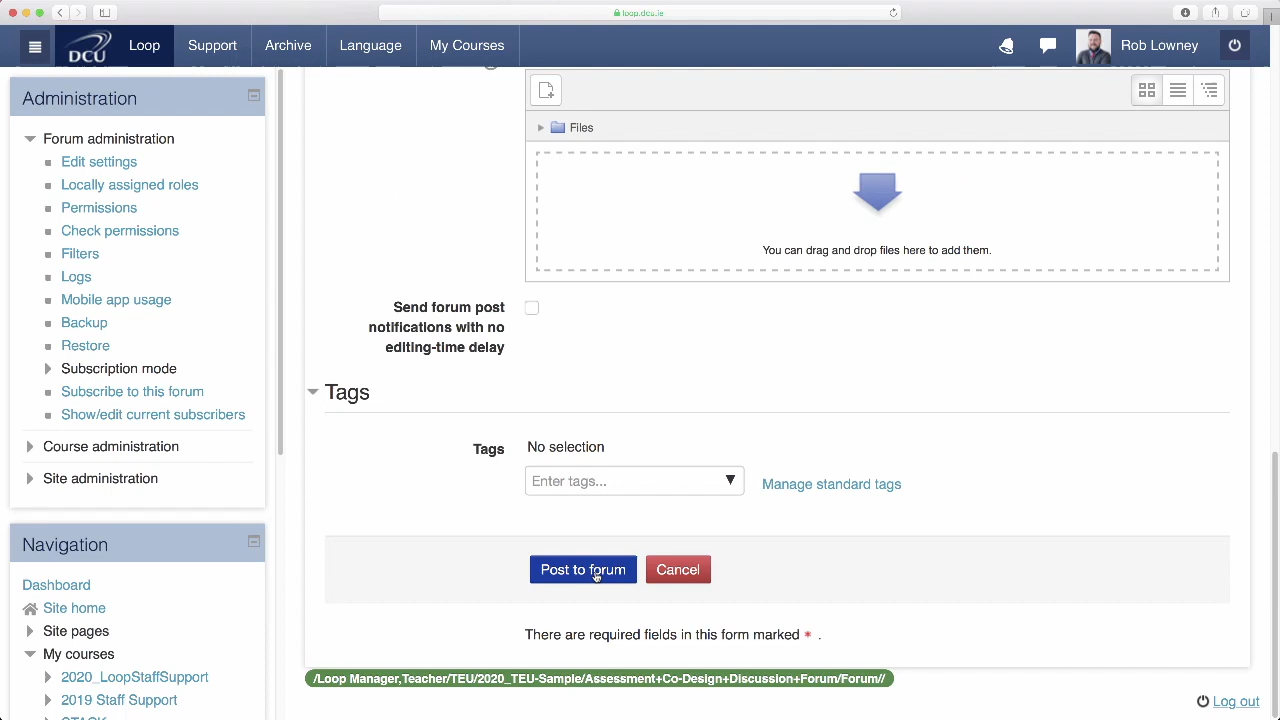 loop.dcu.ie
DCU
Loop
Support
Archive
Language
My Courses
Rob Lowney
Administration
Forum administration
Edit settings
Locally assigned roles
Permissions
Check permissions
Filters
Logs
Mobile app usage
Backup
Restore
Subscription mode
Subscribe to this forum
Show/edit current subscribers
Course administration
Site administration
Navigation
Dashboard
Site home
Site pages
My courses
2020_LoopStaffSupport
2019 Staff Support
Files
You can drag and drop files here to add them.
Send forum post
notifications with no
editing-time delay
Tags
Tags
No selection
Enter tags...
Manage standard tags
Post to forum
Cancel
There are required fields in this form marked * .
/Loop Manager,Teacher/TEU/2020_TEU-Sample/Assessment+Co-Design+Discussion+Forum/Forum//
Log out